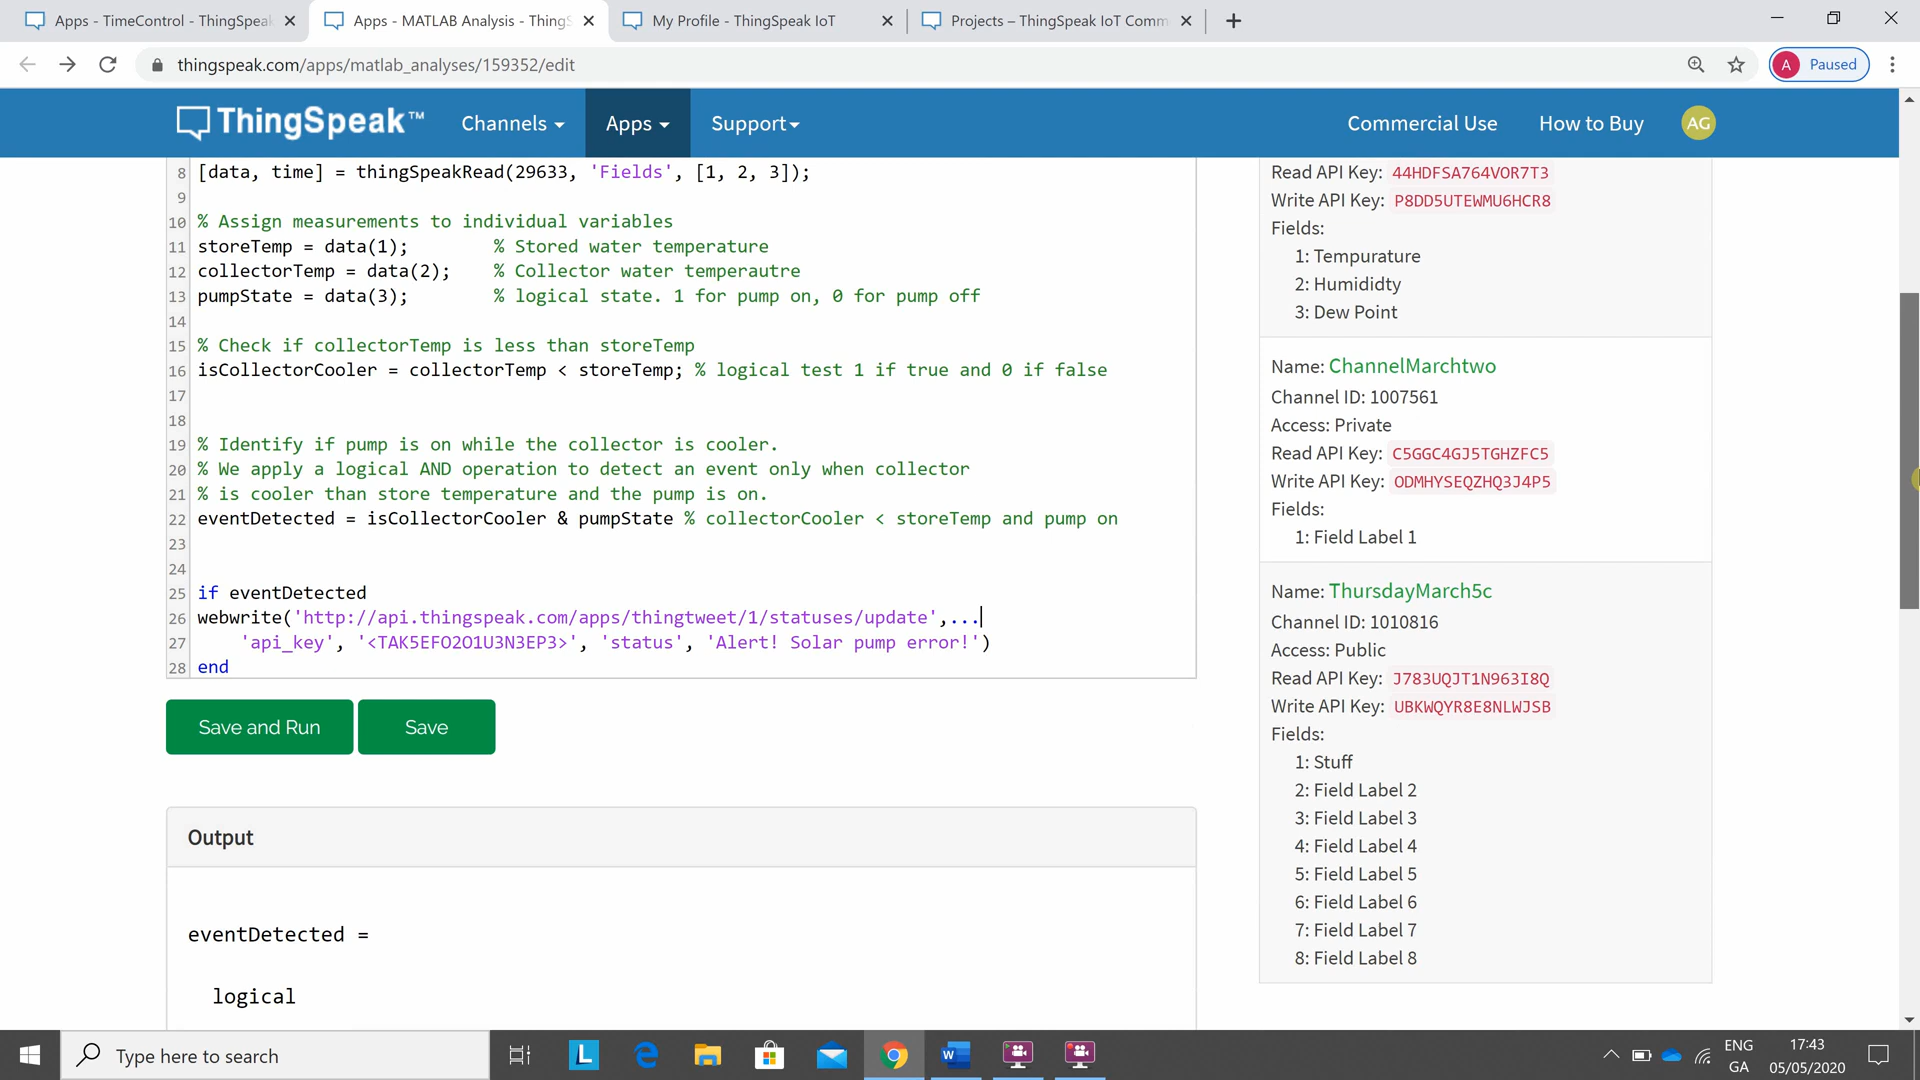 Apps - TimeControl - ThingSpeak
Apps - MATLAB Analysis - ThingS
My Profile - ThingSpeak IoT
Projects – ThingSpeak IoT Comm
thingspeak.com/apps/matlab_analyses/159352/edit
A Paused
ThingSpeak™
Channels
Apps
Support
Commercial Use
How to Buy
AG
8 [data, time] = thingSpeakRead(29633, 'Fields', [1, 2, 3]);
9
10 % Assign measurements to individual variables
11 storeTemp = data(1); % Stored water temperature
12 collectorTemp = data(2); % Collector water temperautre
13 pumpState = data(3); % logical state. 1 for pump on, 0 for pump off
14
15 % Check if collectorTemp is less than storeTemp
16 isCollectorCooler = collectorTemp < storeTemp; % logical test 1 if true and 0 if false
17
18
19 % Identify if pump is on while the collector is cooler.
20 % We apply a logical AND operation to detect an event only when collector
21 % is cooler than store temperature and the pump is on.
22 eventDetected = isCollectorCooler & pumpState % collectorCooler < storeTemp and pump on
23
24
25 if eventDetected
26 webwrite('http://api.thingspeak.com/apps/thingtweet/1/statuses/update',...
27 'api_key', '<TAK5EFO2O1U3N3EP3>', 'status', 'Alert! Solar pump error!')
28 end
Save and Run
Save
Output
eventDetected =
logical
Read API Key: 44HDFSA764VOR7T3
Write API Key: P8DD5UTEWMU6HCR8
Fields:
1: Tempurature
2: Humididty
3: Dew Point
Name: ChannelMarchtwo
Channel ID: 1007561
Access: Private
Read API Key: C5GGC4GJ5TGHZFC5
Write API Key: ODMHYSEQZHQ3J4P5
Fields:
1: Field Label 1
Name: ThursdayMarch5c
Channel ID: 1010816
Access: Public
Read API Key: J783UQJT1N963I8Q
Write API Key: UBKWQYR8E8NLWJSB
Fields:
1: Stuff
2: Field Label 2
3: Field Label 3
4: Field Label 4
5: Field Label 5
6: Field Label 6
7: Field Label 7
8: Field Label 8
Type here to search
L
W
ENG
GA
17:43
05/05/2020